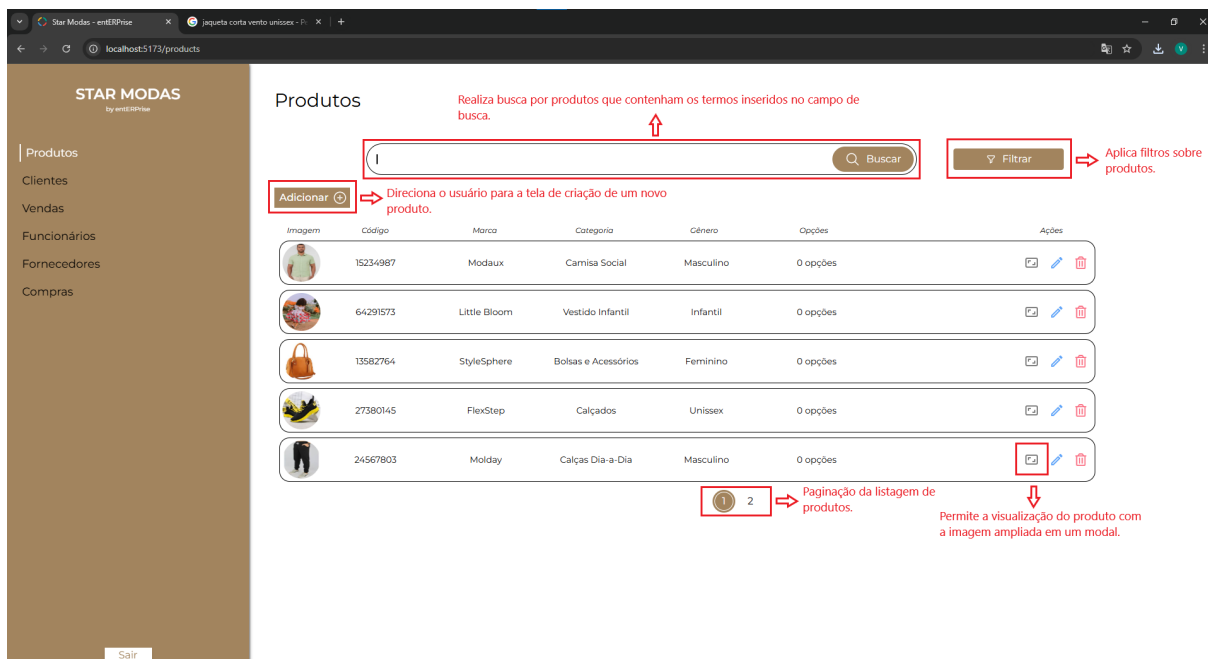 Star Modas - entERPrise
jaqueta corta vento unissex - P
localhost:5173/products
STAR MODAS
by entERPrise
Produtos
Clientes
Vendas
Funcionários
Fornecedores
Compras
Sair
Produtos
Realiza busca por produtos que contenham os termos inseridos no campo de
busca.
Buscar
Filtrar
Aplica filtros sobre
produtos.
Adicionar
Direciona o usuário para a tela de criação de um novo
produto.
Imagem Código Marca Categoria Gênero Opções Ações
15234987 Modaux Camisa Social Masculino 0 opções
64291573 Little Bloom Vestido Infantil Infantil 0 opções
13582764 StyleSphere Bolsas e Acessórios Feminino 0 opções
27380145 FlexStep Calçados Unissex 0 opções
24567803 Molday Calças Dia-a-Dia Masculino 0 opções
1 2
Paginação da listagem de
produtos.
Permite a visualização do produto com
a imagem ampliada em um modal.